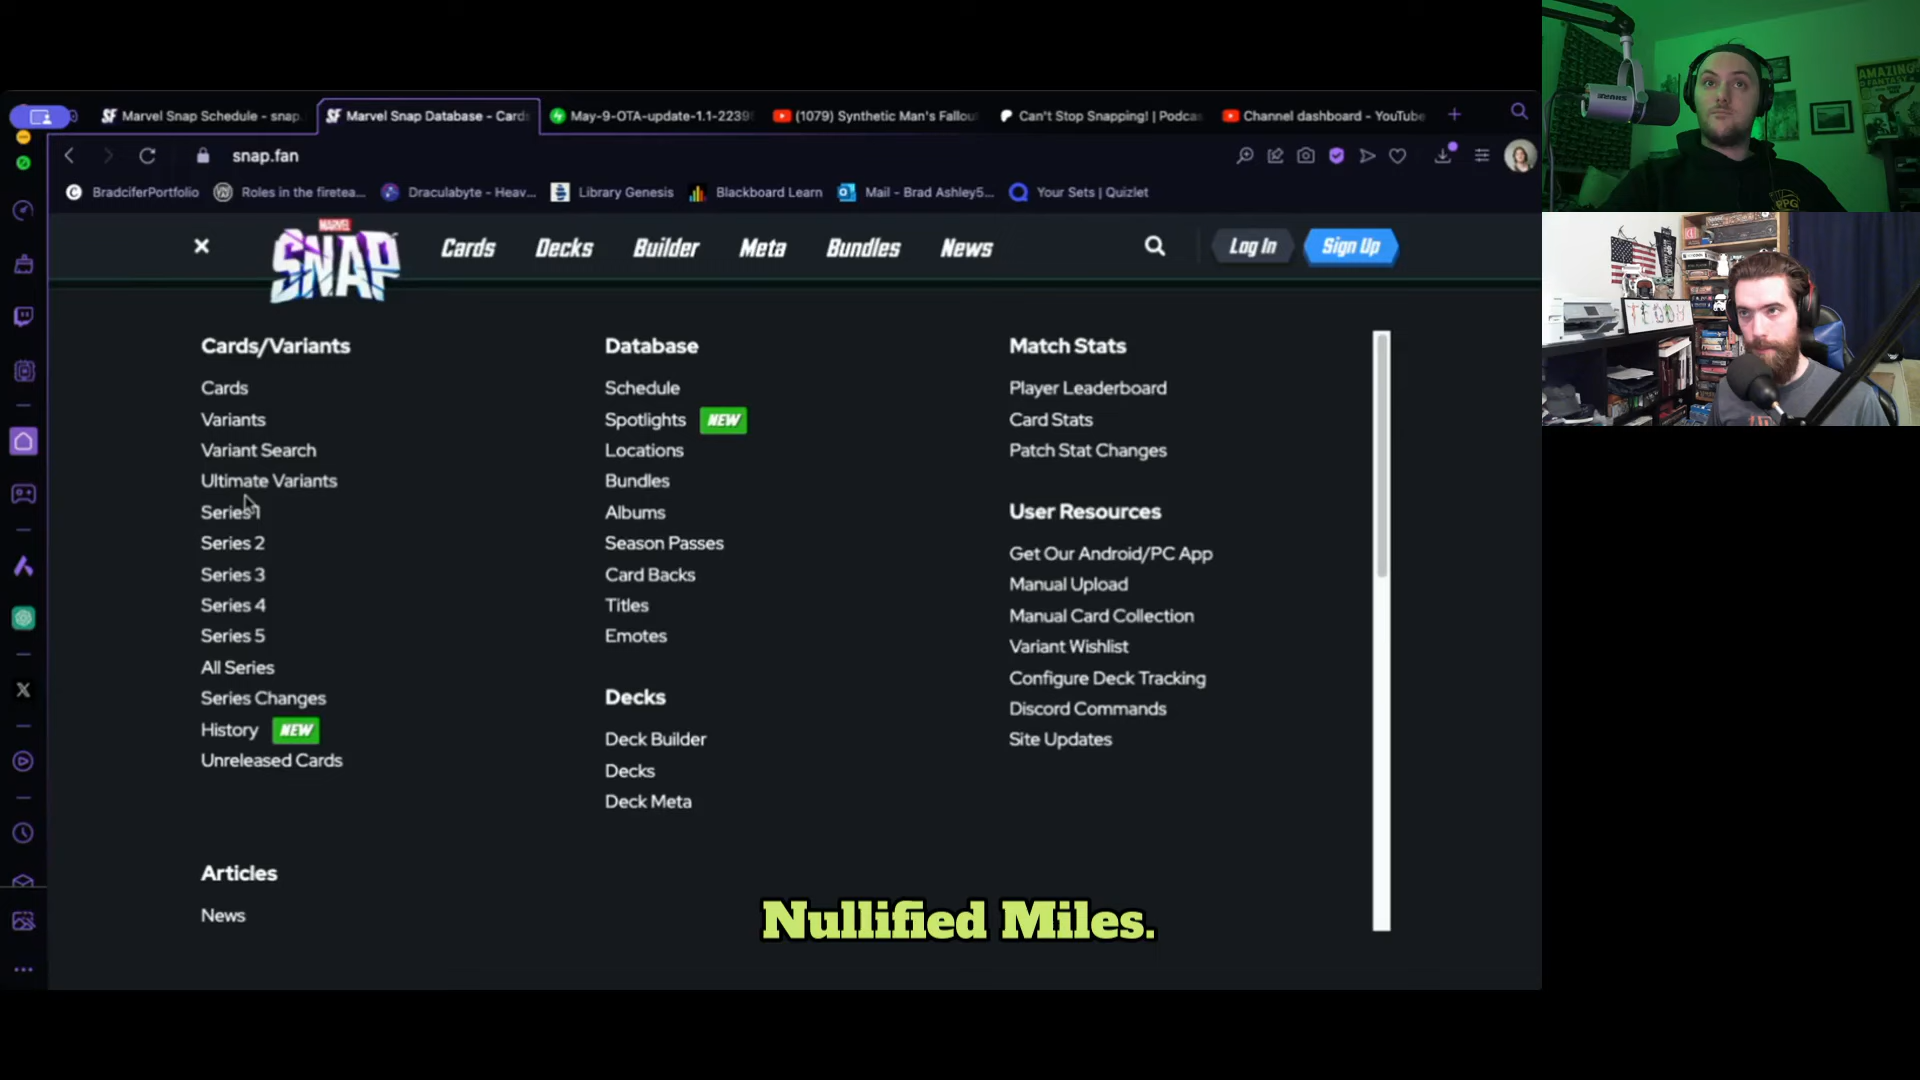 Marvel Snap Schedule - snap.
Marvel Snap Database - Cards
May-9-OTA-update-1.1-2239
(1079) Synthetic Man's Fallou
Can't Stop Snapping! | Podca
Channel dashboard - YouTube
snap.fan
BradciferPortfolio
Roles in the firetea...
Draculabyte - Heav...
Library Genesis
Blackboard Learn
Mail - Brad Ashley5...
Your Sets | Quizlet
MARVEL
SNAP
Cards
Decks
Builder
Meta
Bundles
News
Log In
Sign Up
Cards/Variants
Cards
Variants
Variant Search
Ultimate Variants
Series 1
Series 2
Series 3
Series 4
Series 5
All Series
Series Changes
History NEW
Unreleased Cards
Database
Schedule
Spotlights NEW
Locations
Bundles
Albums
Season Passes
Card Backs
Titles
Emotes
Decks
Deck Builder
Decks
Deck Meta
Match Stats
Player Leaderboard
Card Stats
Patch Stat Changes
User Resources
Get Our Android/PC App
Manual Upload
Manual Card Collection
Variant Wishlist
Configure Deck Tracking
Discord Commands
Site Updates
Articles
News
Nullified Miles.
AMAZING
FANTASY